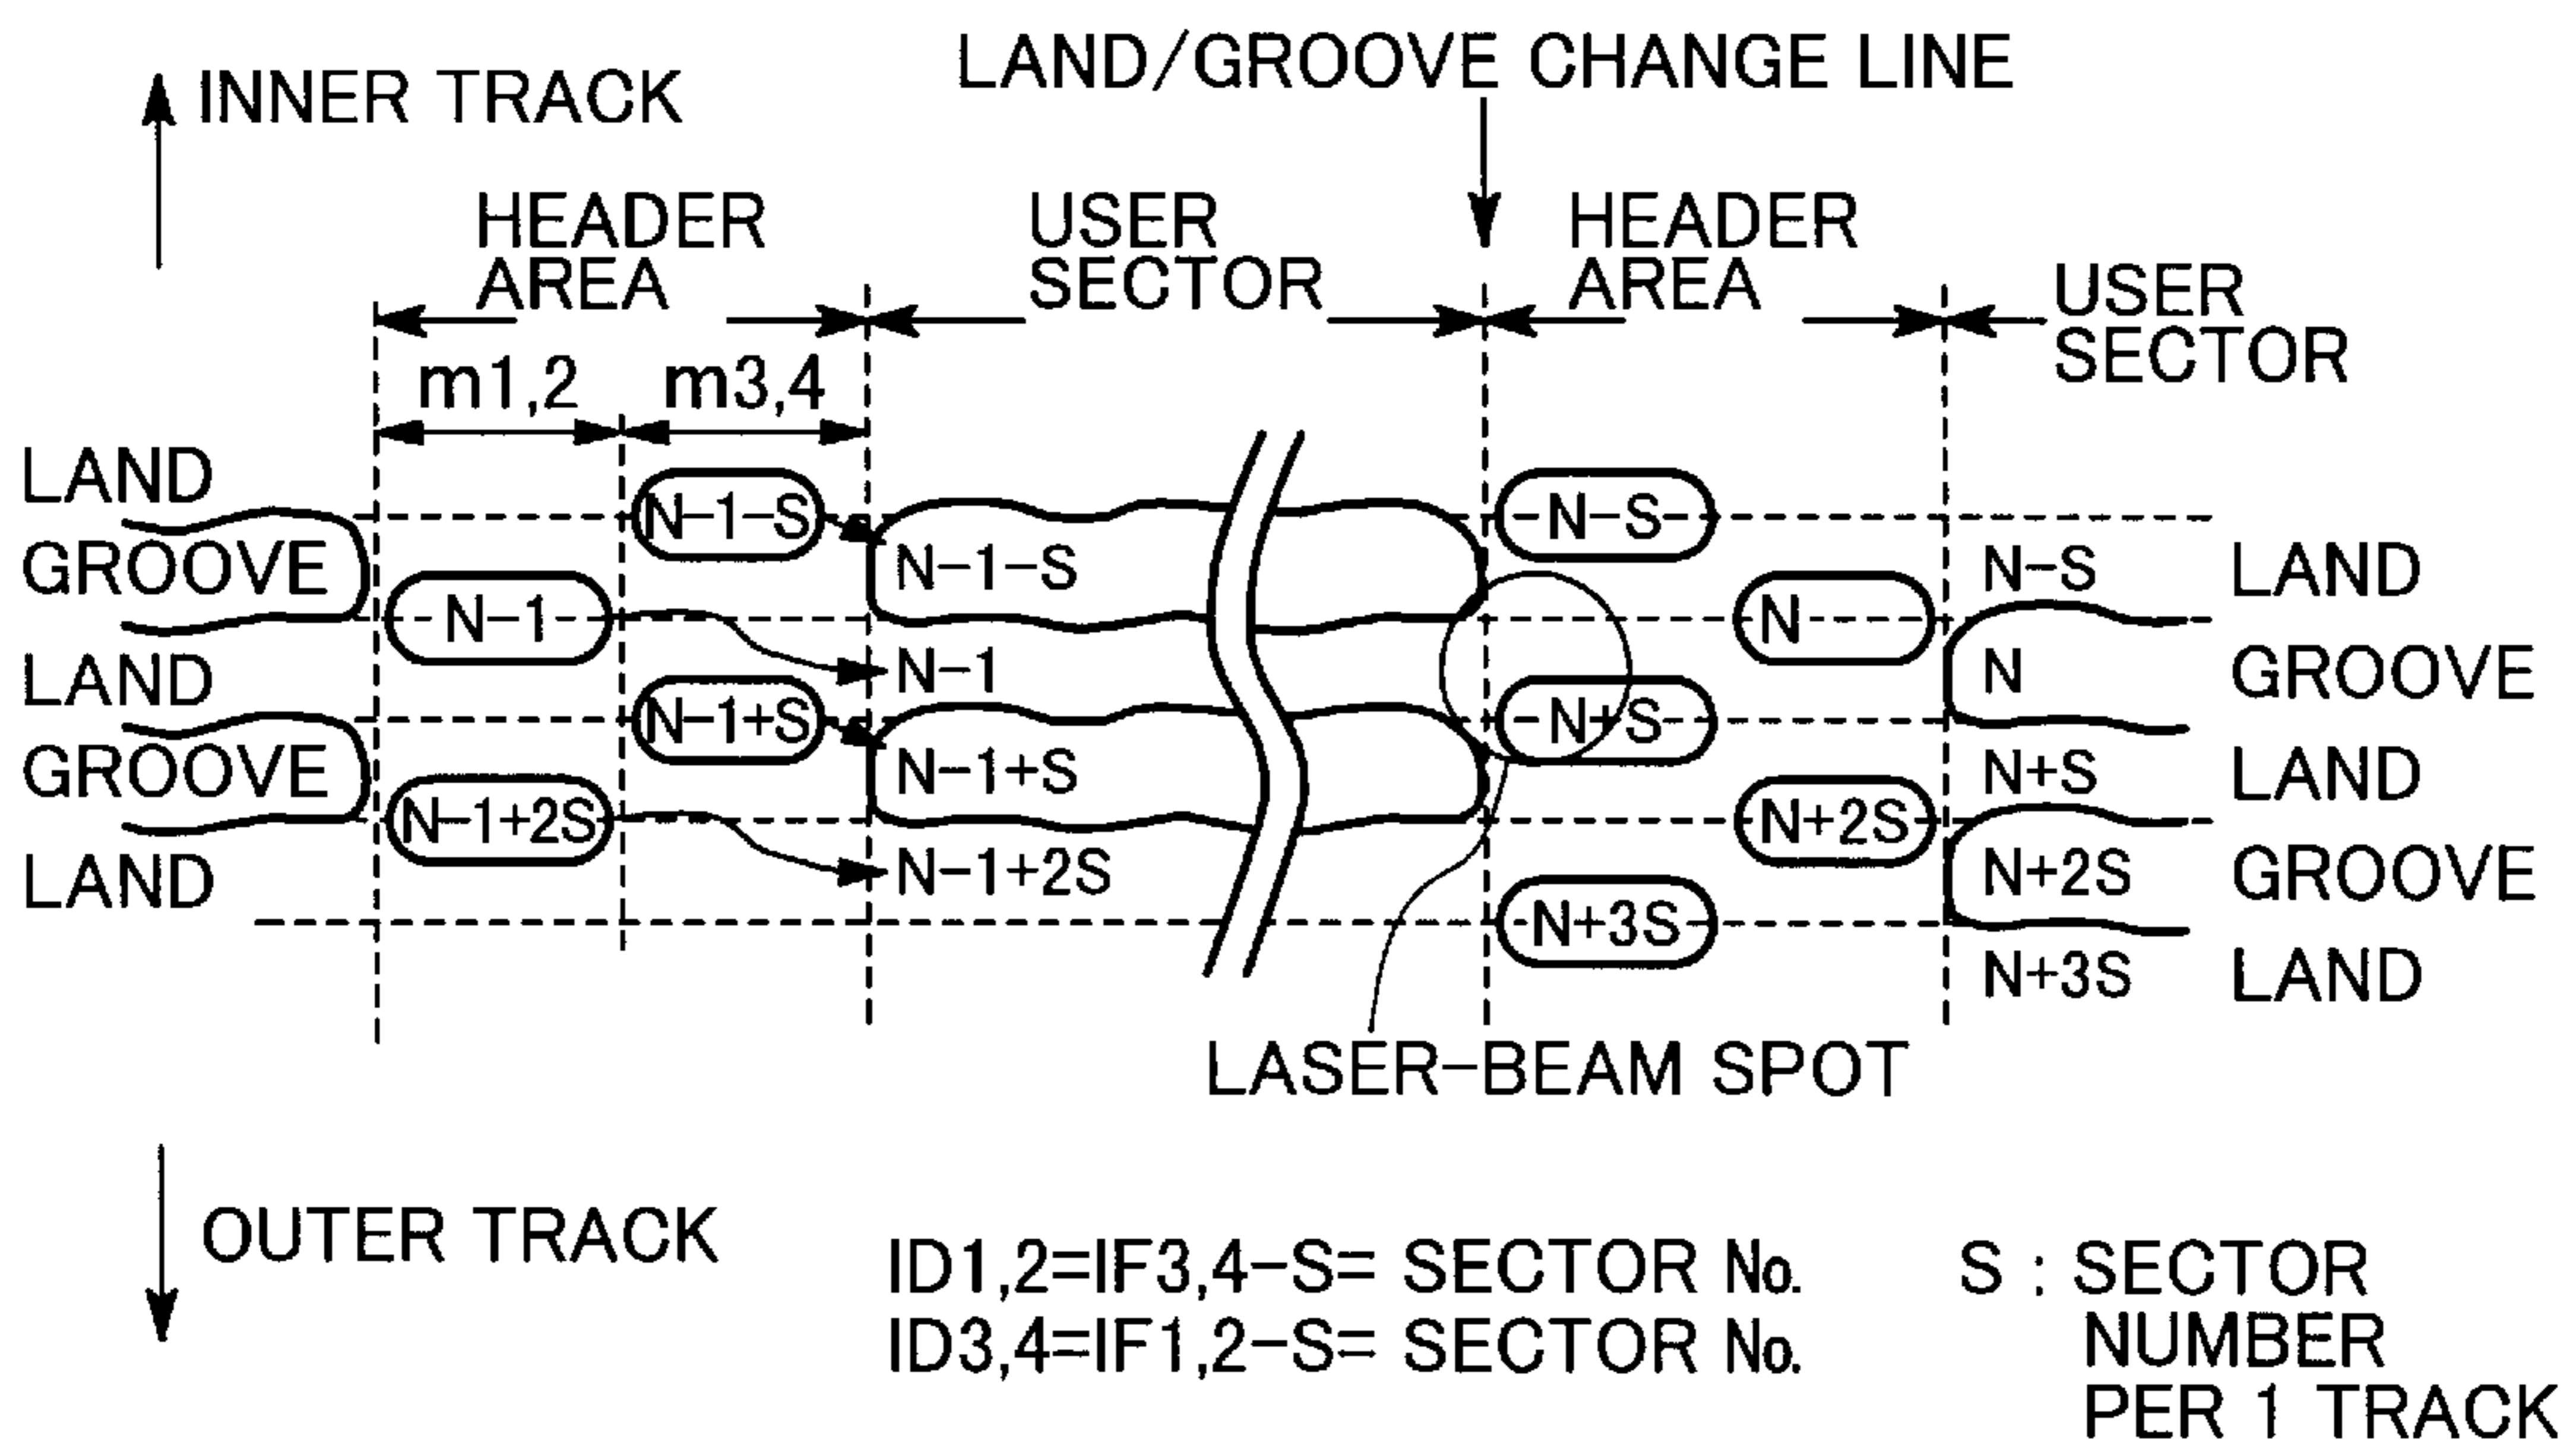 LAND/GROOVE CHANGE LINE
INNER TRACK
HEADER
AREA
USER
SECTOR
HEADER
AREA
USER
SECTOR
m1,2
m3,4
LAND
GROOVE
LAND
GROOVE
LAND
N-1-S
N-1
N-1+S
N-1+2S
N-1-S
N-1
N-1+S
N-1+2S
N-S
N
N+S
N+2S
N+3S
N-S
N
N+S
N+2S
N+3S
LAND
GROOVE
LAND
GROOVE
LAND
LASER-BEAM SPOT
OUTER TRACK
ID1,2=IF3,4-S= SECTOR No.
ID3,4=IF1,2-S= SECTOR No.
S : SECTOR
NUMBER
PER 1 TRACK